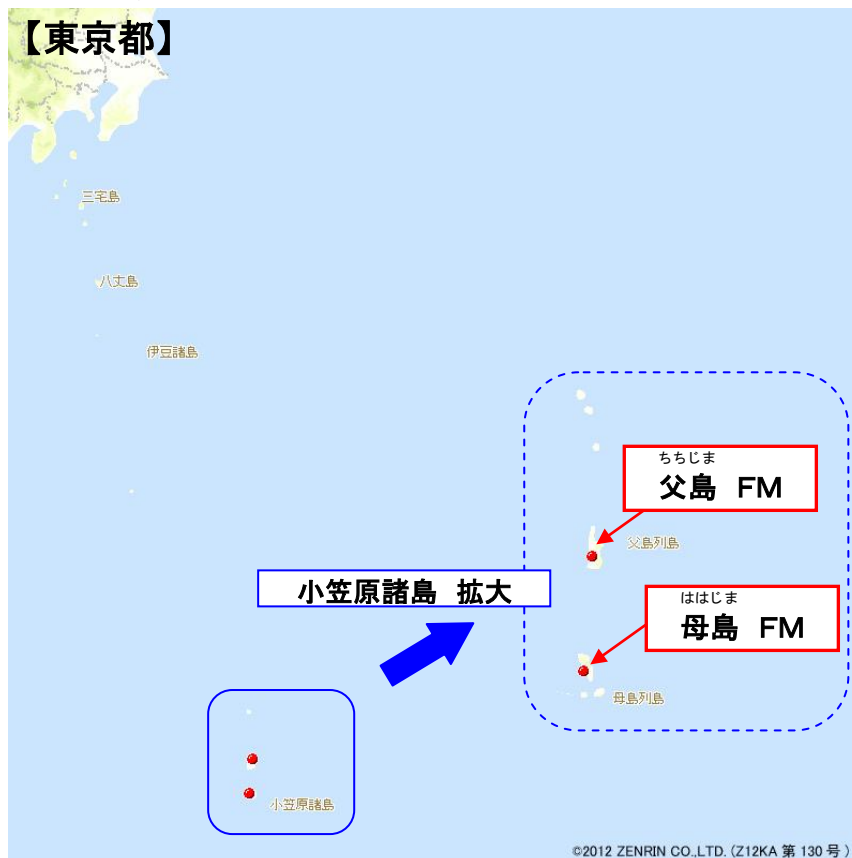 【東京都】
三宅島
八丈島
伊豆諸島
ちちじま
父島 FM
父島列島
小笠原諸島 拡大
ははじま
母島 FM
母島列島
小笠原諸島
©2012 ZENRIN CO.,LTD. (Z12KA 第 130 号 )